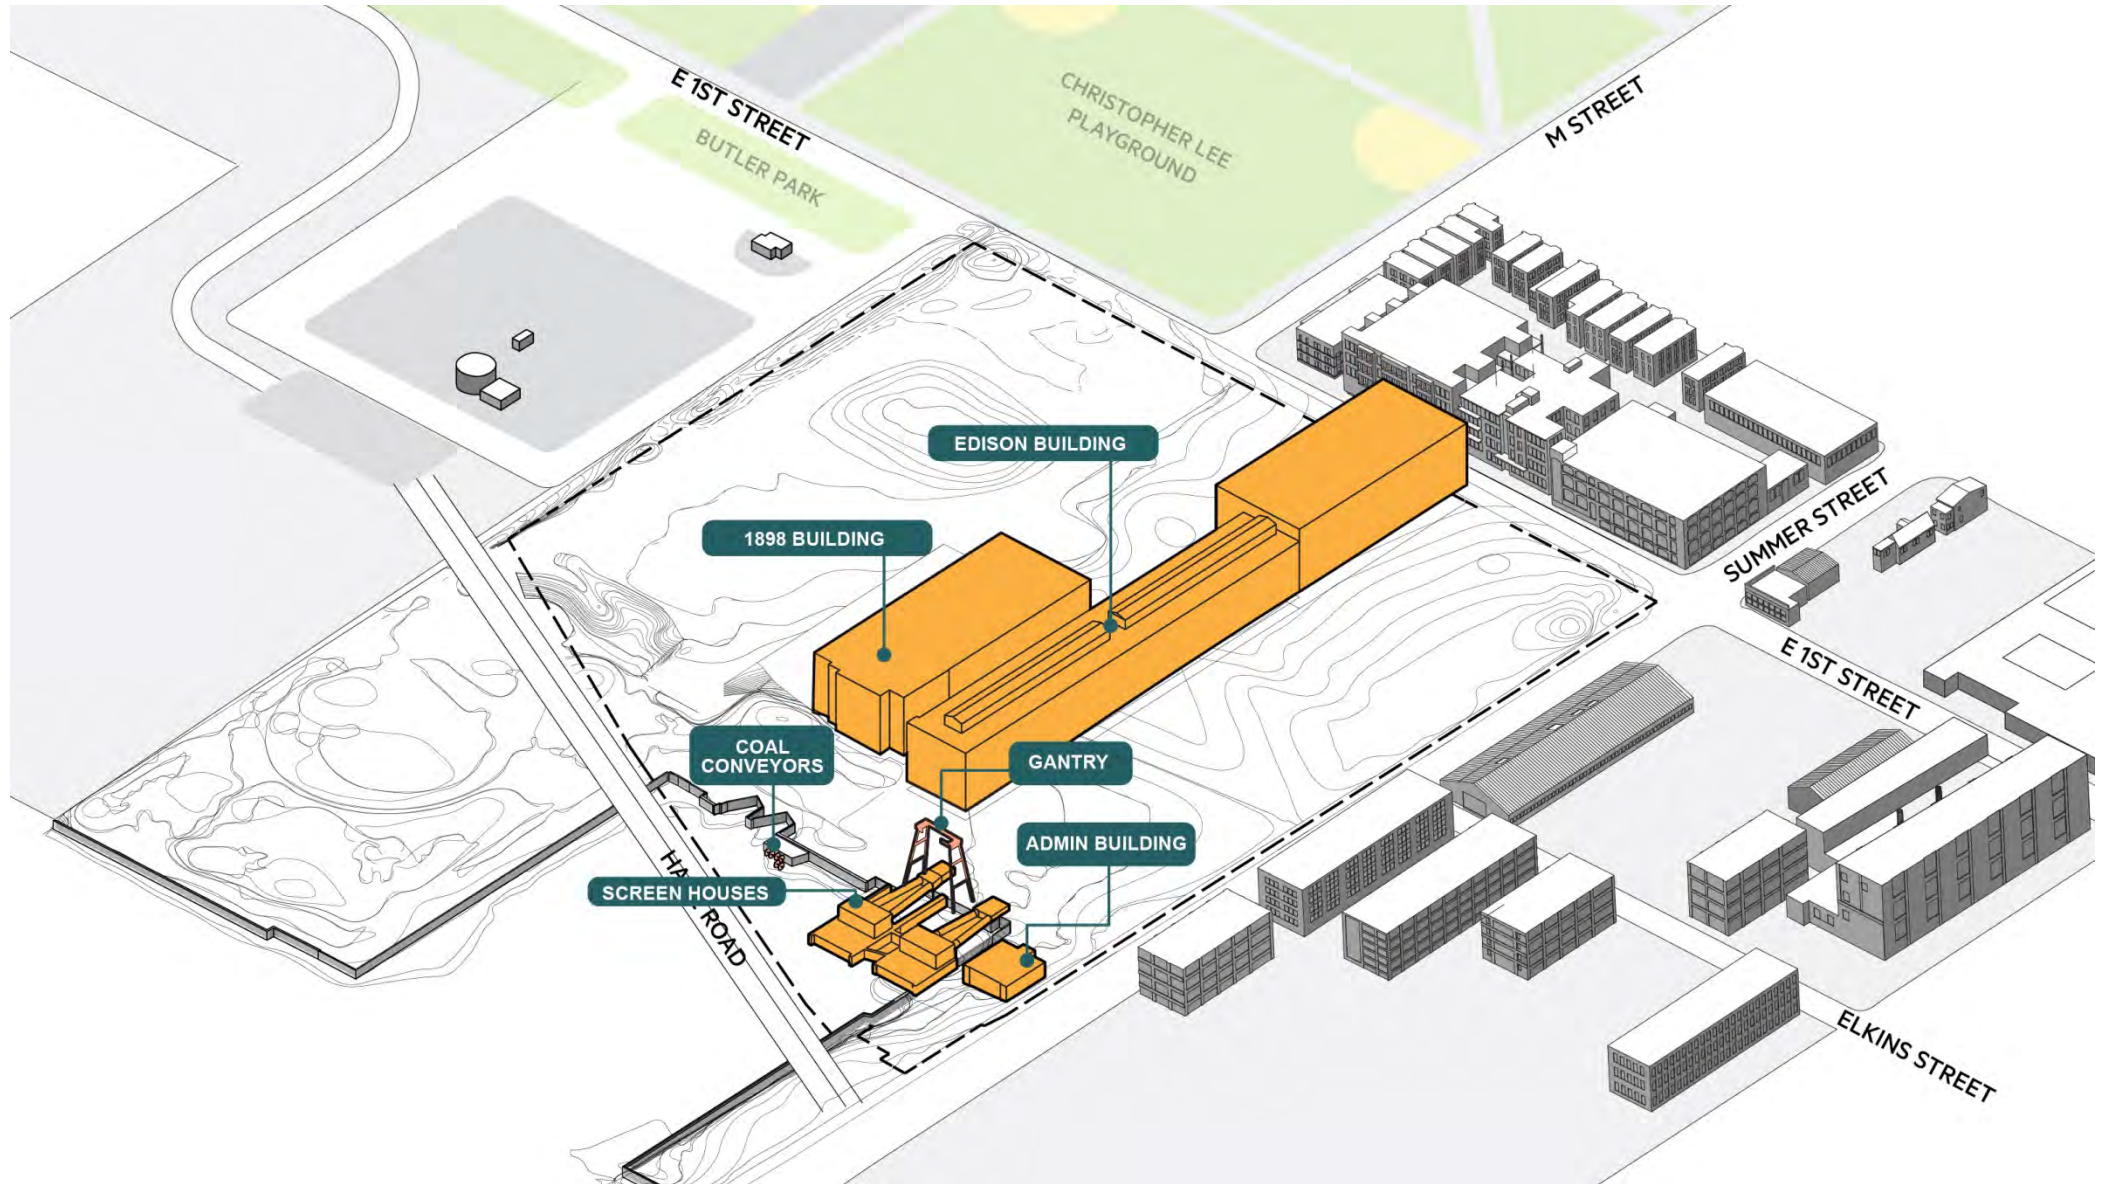 E 1ST STREET
BUTLER PARK
CHRISTOPHER LEE
PLAYGROUND
M STREET
EDISON BUILDING
1898 BUILDING
SUMMER STREET
E 1ST STREET
COAL
CONVEYORS
GANTRY
ADMIN BUILDING
SCREEN HOUSES
ROAD
ELKINS STREET